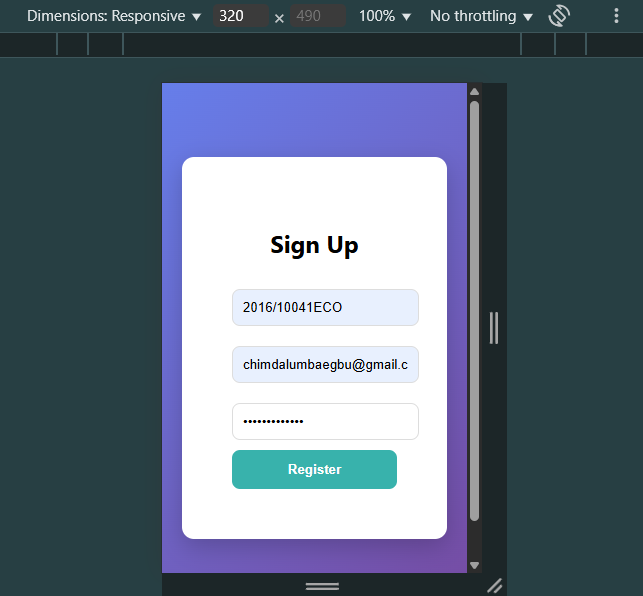 Dimensions: Responsive ▼ 320 × 490 100% ▼ No throttling ▼
Sign Up
2016/10041ECO
chimdalumbaegbu@gmail.c
•••••••••••••
Register